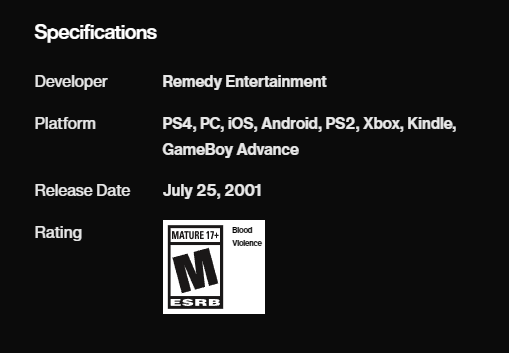 Specifications
Developer Remedy Entertainment
Platform PS4, PC, iOS, Android, PS2, Xbox, Kindle,
GameBoy Advance
Release Date July 25, 2001
Rating
MATURE 17+
M
ESRB
Blood
Violence